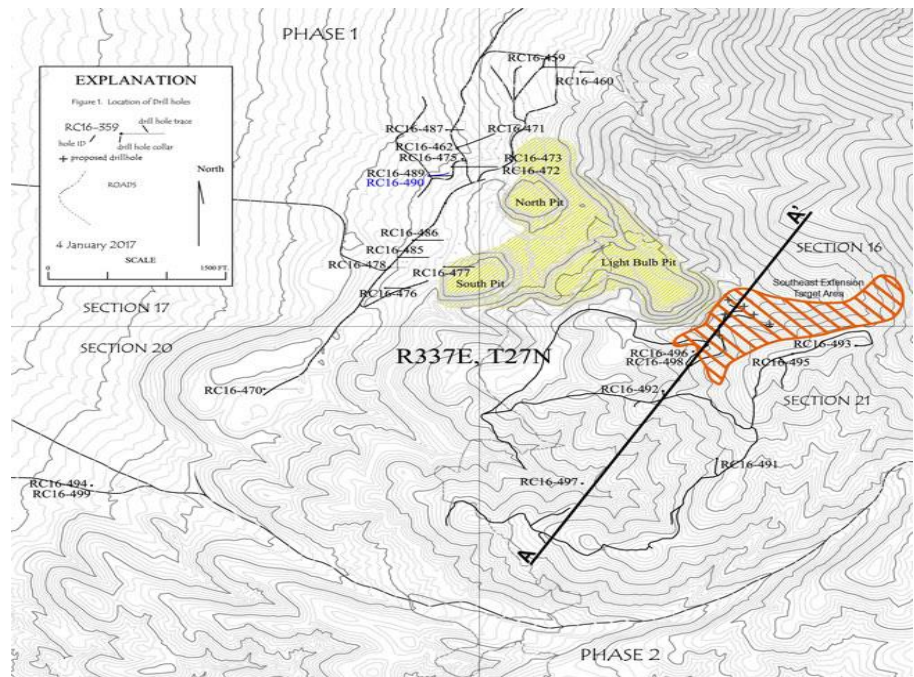 PHASE 1
EXPLANATION
Figure 1. Location of Drill holes
drill hole trace
RC16-359
hole ID
drill hole collar
+ proposed drillhole
North
ROADS
4 January 2017
SCALE
0
1500 FT.
RC16-459
RC16-460
RC16-487
RC16-471
RC16-462
RC16-475
RC16-473
RC16-472
RC16-489
RC16-490
North Pit
RC16-486
RC16-485
RC16-478
RC16-477
RC16-476
South Pit
Light Bulb Pit
A'
SECTION 16
Southeast Extension
Target Area
SECTION 17
SECTION 20
R337E, T27N
RC16-496
RC16-498
RC16-493
RC16-495
RC16-470
RC16-492
SECTION 21
RC16-491
RC16-494
RC16-499
RC16-497
A
PHASE 2